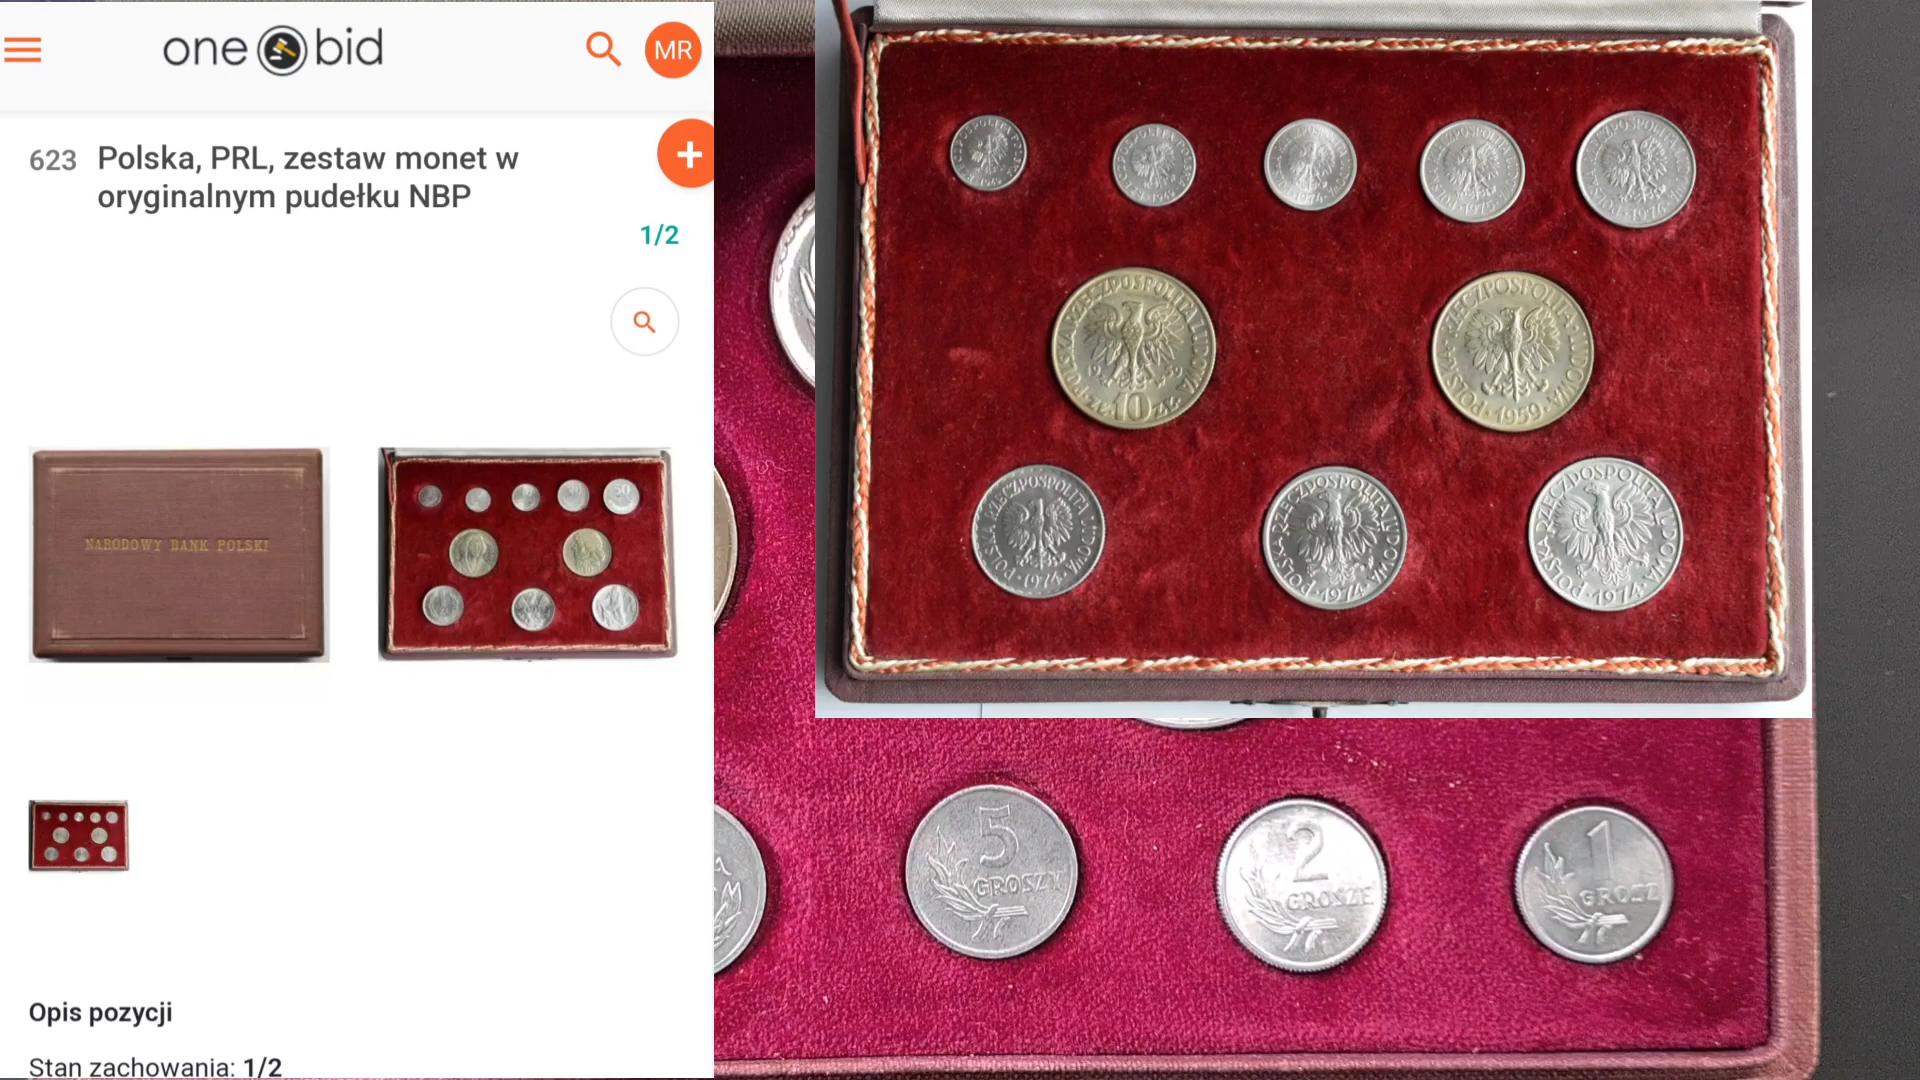 one bid
MR
623 Polska, PRL, zestaw monet w
oryginalnym pudełku NBP
+
1/2
NARODOWY BANK POLSKI
Opis pozycji
Stan zachowania: 1/2
POLSKA RZECZPOSPOLITA LUDOWA
10
POLSKA RZECZPOSPOLITA LUDOWA
1959
POLSKA RZECZPOSPOLITA LUDOWA
1974
POLSKA RZECZPOSPOLITA LUDOWA
1974
POLSKA RZECZPOSPOLITA LUDOWA
1974
5
GROSZY
2
GROSZE
1
GROSZ